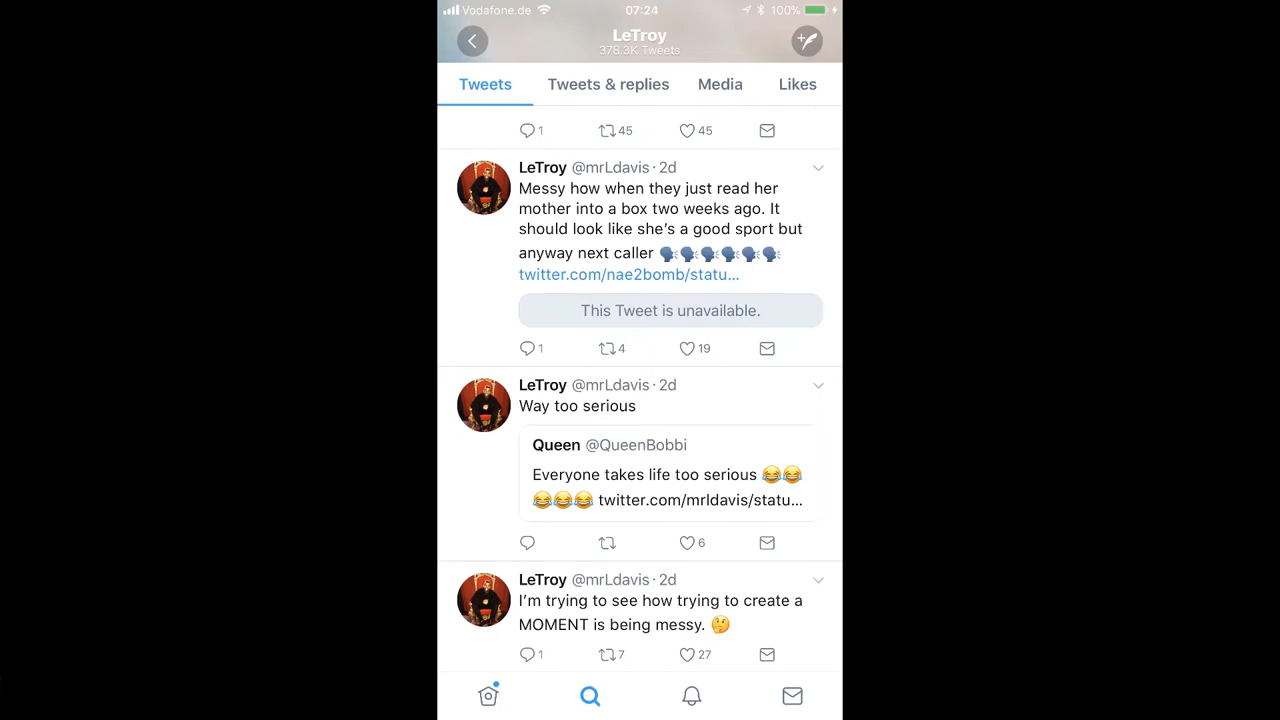 Vodafone.de 07:24 100%
LeTroy
378.3K Tweets
Tweets Tweets & replies Media Likes
1 45 45
LeTroy @mrLdavis · 2d
Messy how when they just read her
mother into a box two weeks ago. It
should look like she’s a good sport but
anyway next caller 🗣🗣🗣🗣🗣🗣
twitter.com/nae2bomb/statu...
This Tweet is unavailable.
1 4 19
LeTroy @mrLdavis · 2d
Way too serious
Queen @QueenBobbi
Everyone takes life too serious 😂😂
😂😂😂 twitter.com/mrldavis/statu...
6
LeTroy @mrLdavis · 2d
I’m trying to see how trying to create a
MOMENT is being messy. 🤔
1 7 27